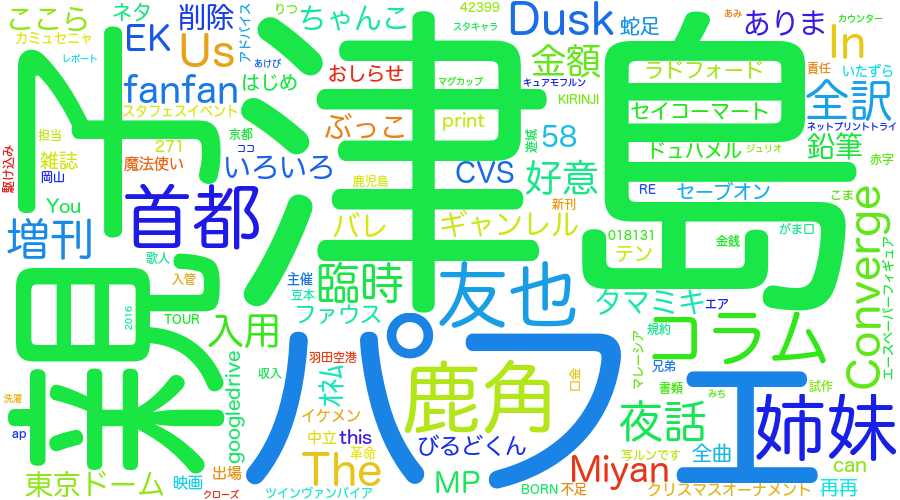 ここら
カミュセニャ
ネタ
レポート
EK
削除
Us
アドバイス
りつ
ちゃんこ
42399
スタキャラ
Dusk
蛇足
ありま
あみ
カウンター
In
あけび
はじめ
おしらせ
金額
ラドフォード
責任
いたずら
fanfan
スタフェスイベント
マグカップ
キュアモフルン
KIRINJI
セイコーマート
全訳
津島
親子
担当
271
京都
ココ
ぶっこ
print
遊戯
58
ドュハメル
ジュリオ
鉛筆
ネットプリントトライ
赤字
駆け込み
雑誌
岡山
魔法使い
いろいろ
鹿児島
CVS
好意
RE
セーブオン
こま
You
首都
バレ
ギャンレル
新刊
018131
金銭
がま口
増刊
歌人
入管
主催
豆本
臨時
友也
テン
タマミキ
エア
Converge
エースペーパーフィギュア
2016
TOUR
ファウス
入用
羽田空港
パフェ
規約
マレーシア
コラム
兄弟
googledrive
収入
オネム
鹿角
口金
書類
みち
試作
姉妹
洗濯
ap
イケメン
中立
this
革命
びるどくん
夜話
写ルンです
全曲
can
東京ドーム
映画
出場
クローズ
The
ツインヴァンパイア
MP
BORN
不足
Miyan
クリスマスオーナメント
再再